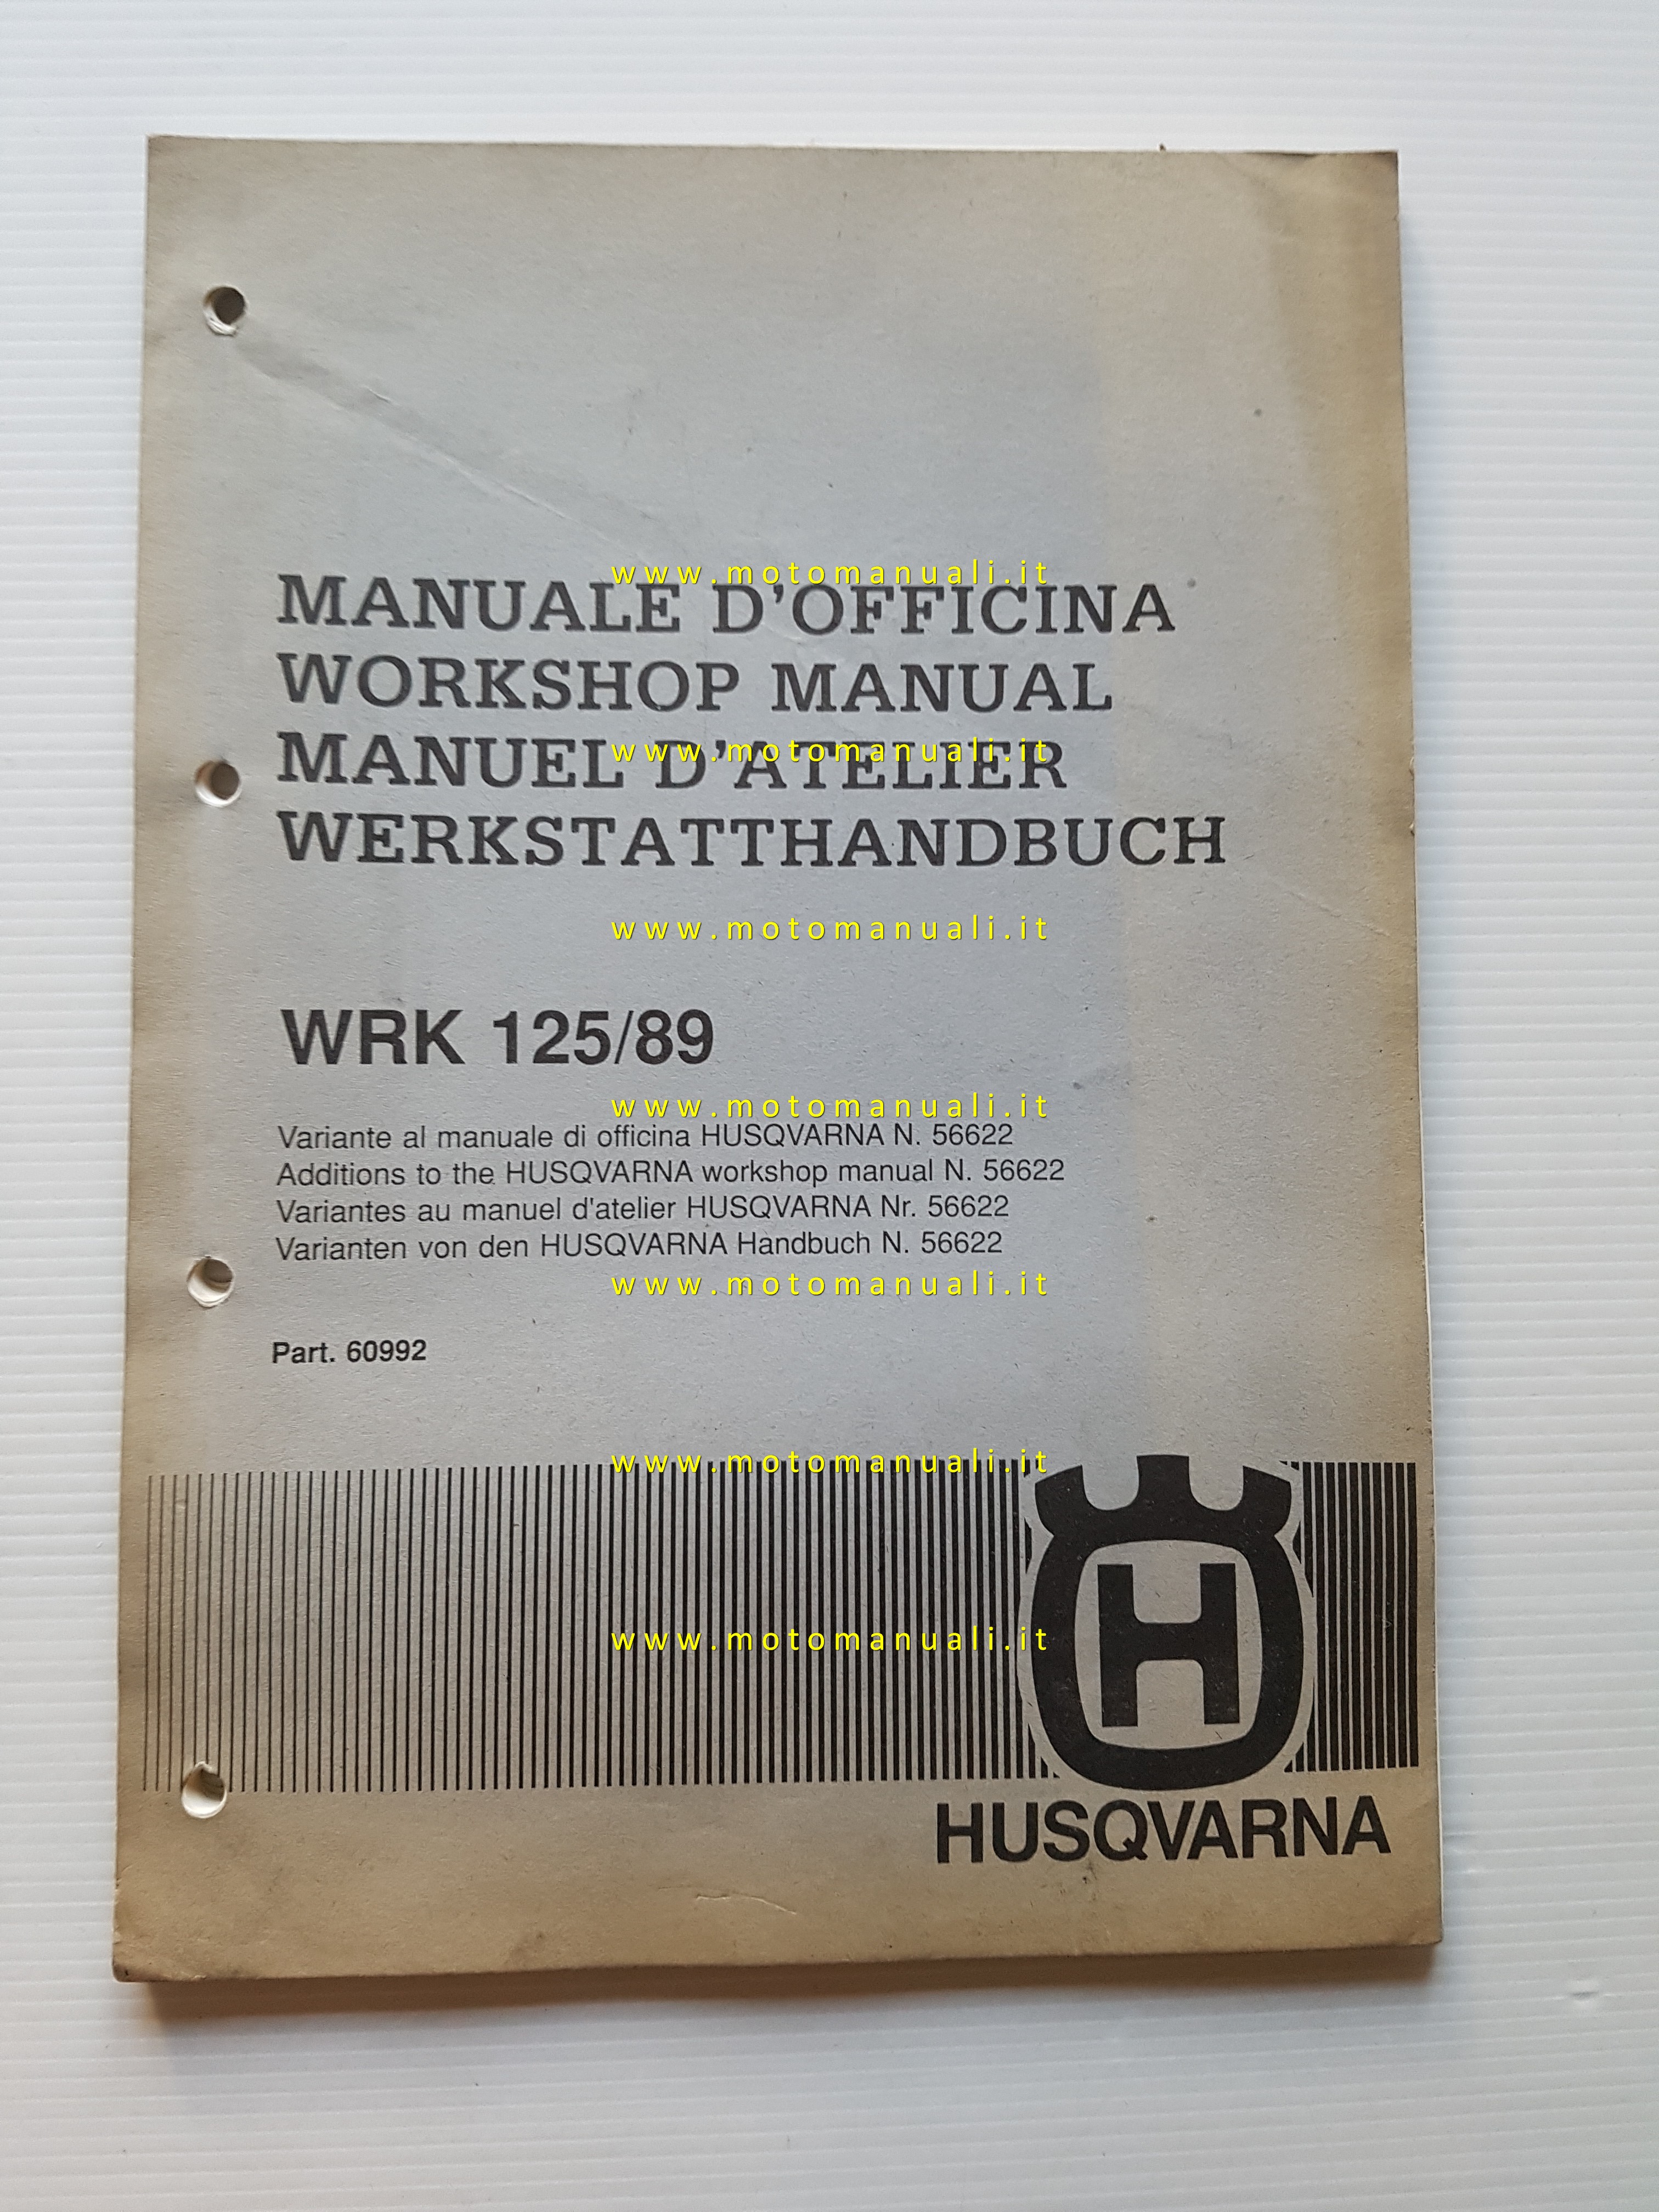 www.motomanuali.it
MANUALE D'OFFICINA
WORKSHOP MANUAL
www.motomanuali.it
MANUEL D'ATELIER
WERKSTATTHANDBUCH
www.motomanuali.it
WRK 125/89
www.motomanuali.it
Variante al manuale di officina HUSQVARNA N. 56622
Additions to the HUSQVARNA workshop manual N. 56622
Variantes au manuel d'atelier HUSQVARNA Nr. 56622
Varianten von den HUSQVARNA Handbuch N. 56622
www.motomanuali.it
Part. 60992
www.motomanuali.it
H
www.motomanuali.it
HUSQVARNA